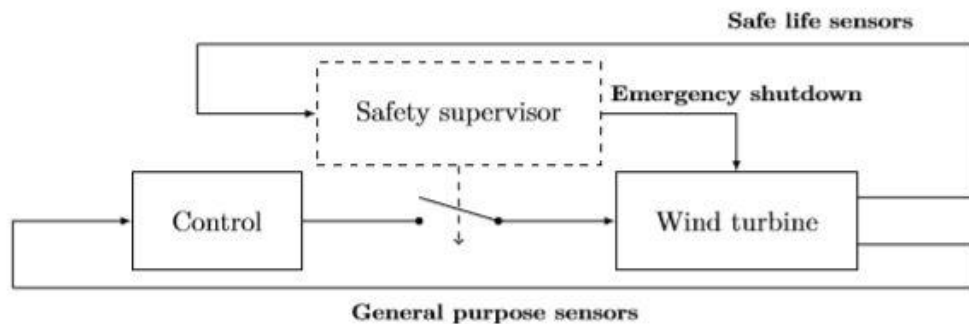 Safe life sensors
Emergency shutdown
Safety supervisor
Control
Wind turbine
General purpose sensors